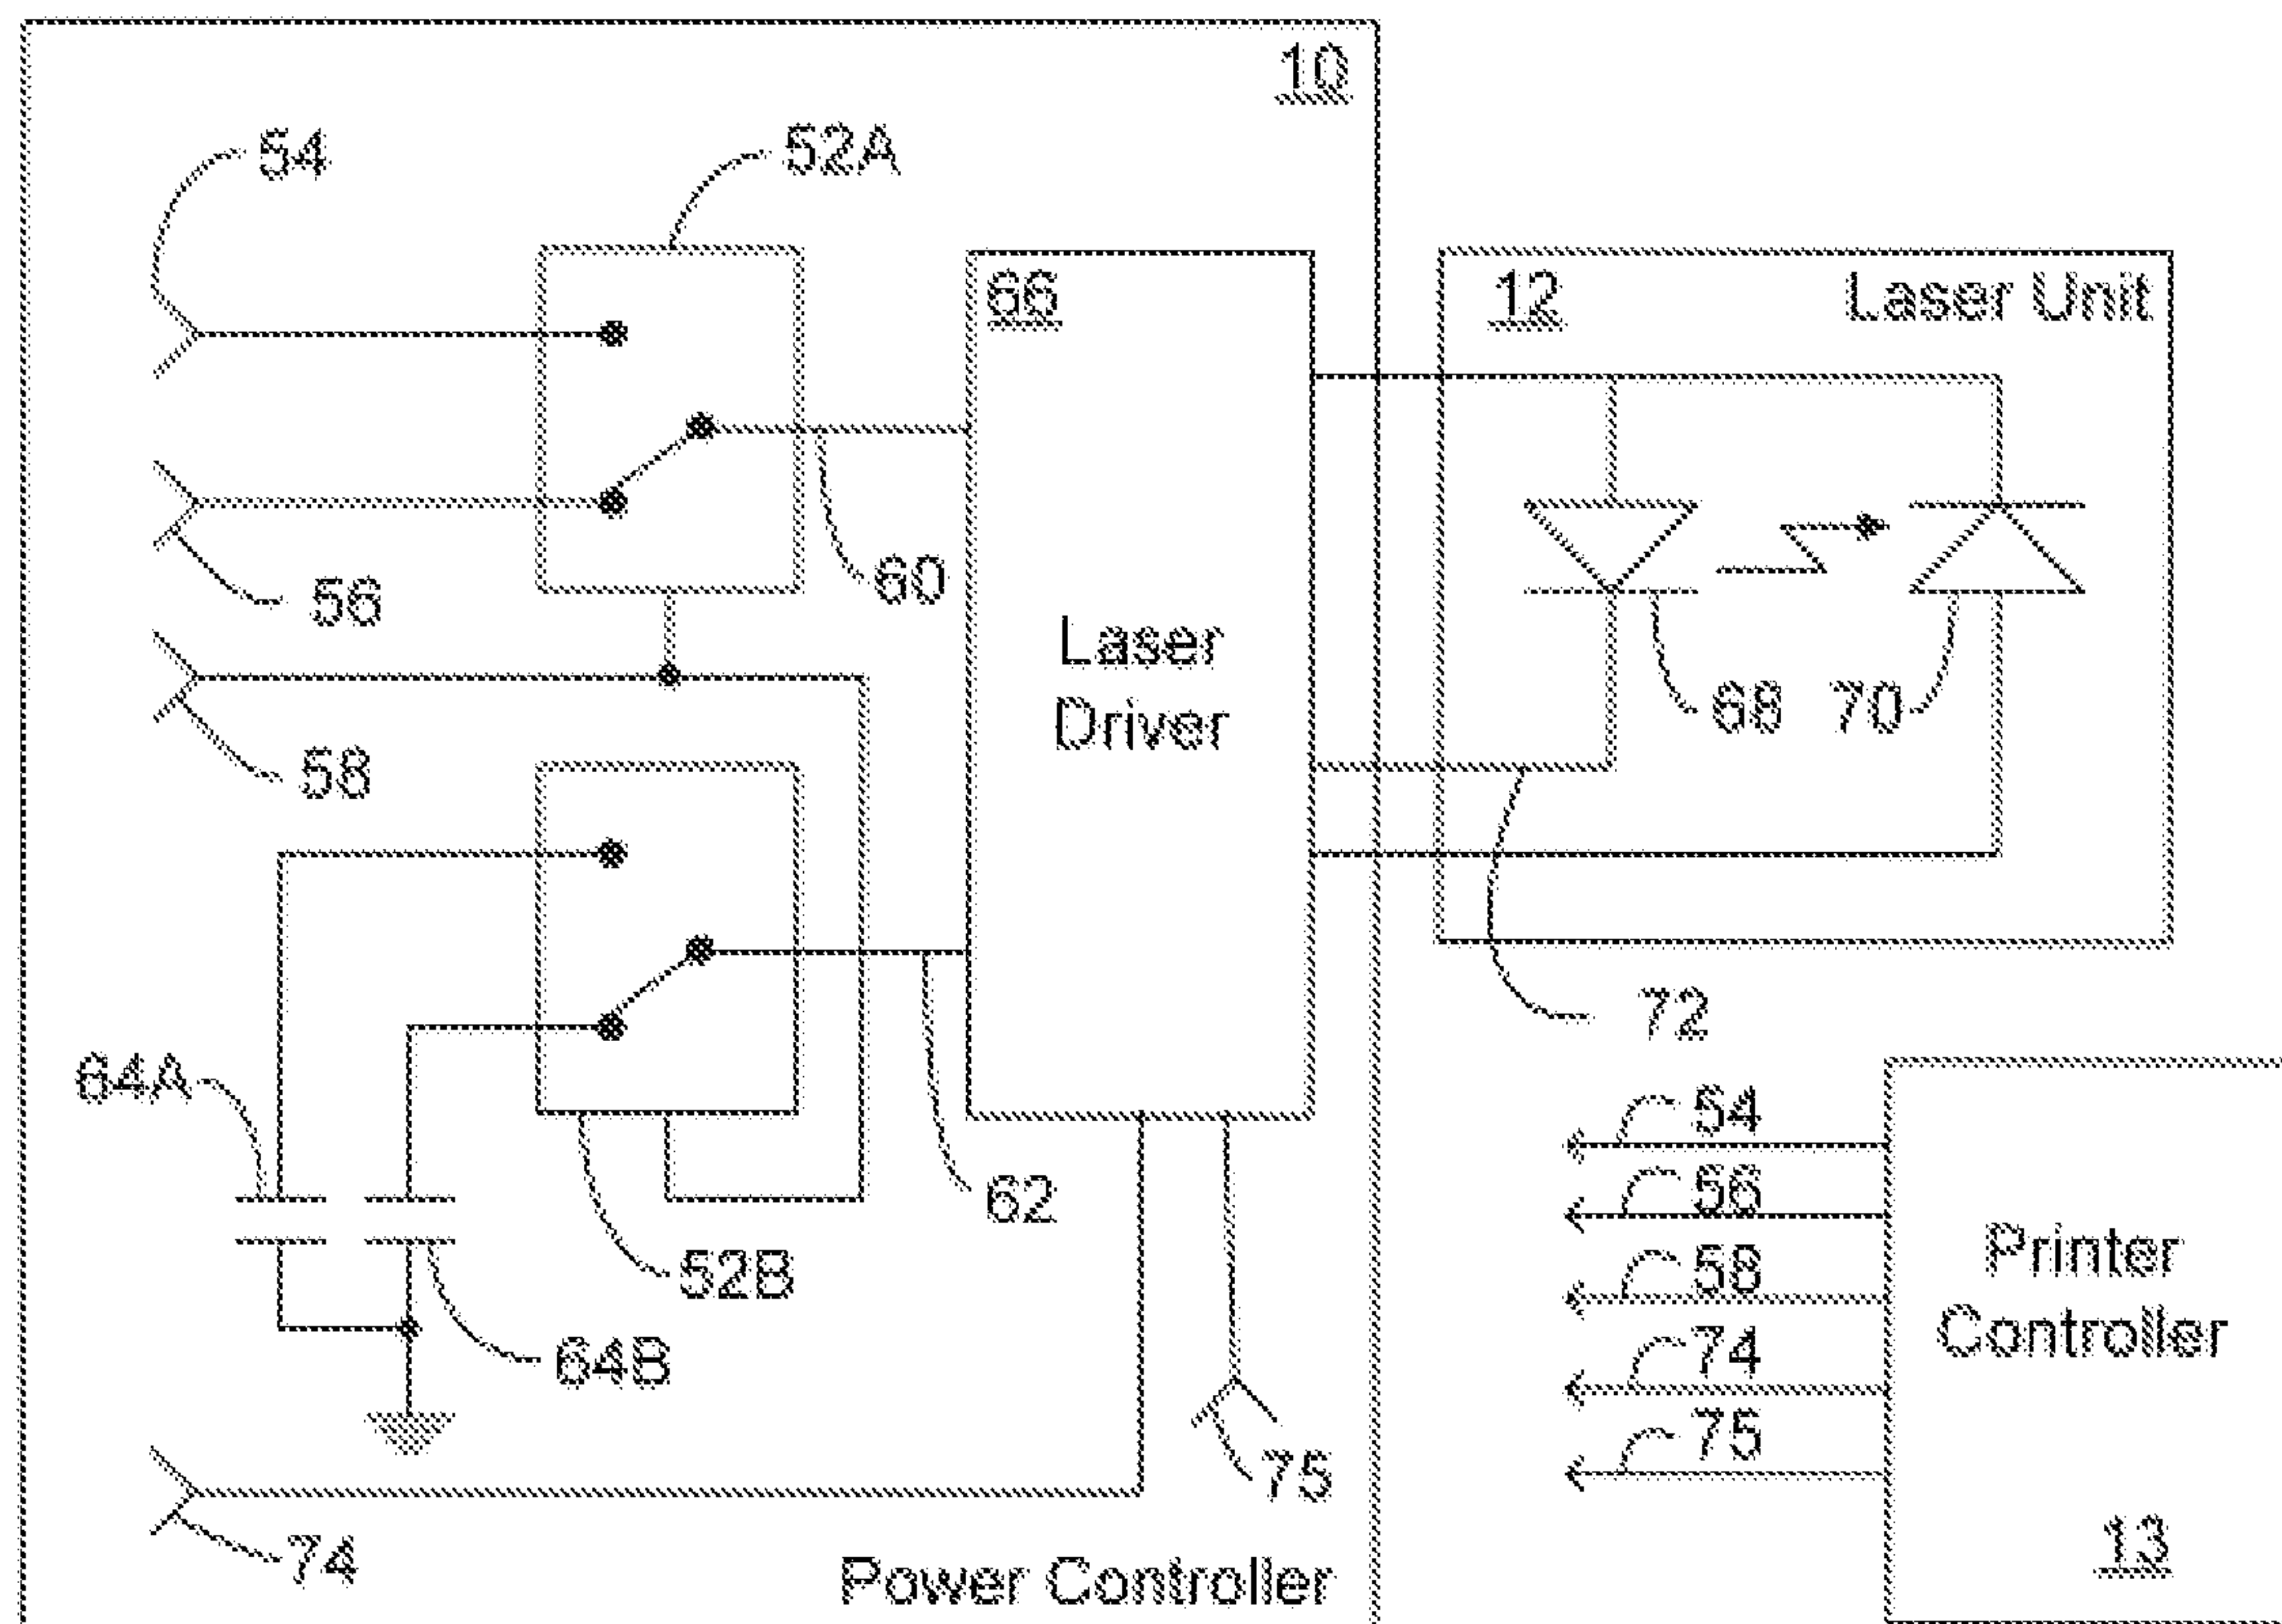 10
54
52A
66
12
Laser Unit
56
60
Laser
Driver
68
70
58
72
64A
54
62
56
Printer
Controller
52B
58
64B
74
75
75
74
13
Power Controller